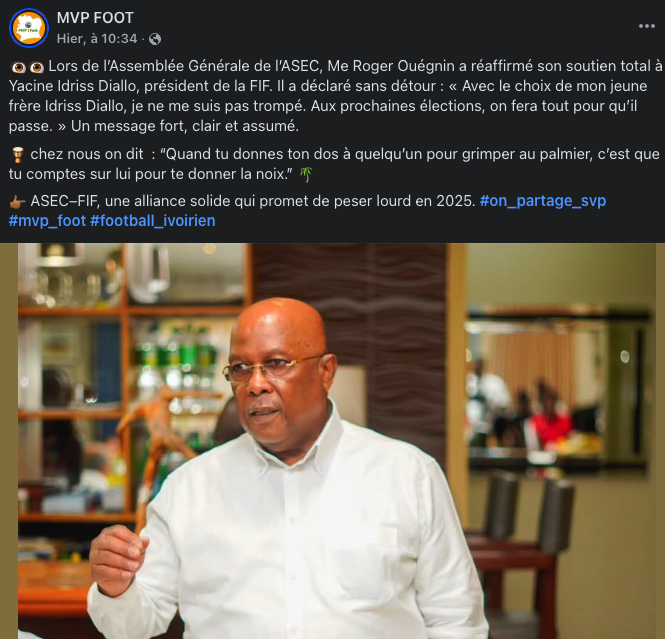 MVP FOOT
Hier, à 10:34 ·
👁️👁️ Lors de l’Assemblée Générale de l’ASEC, Me Roger Ouégnin a réaffirmé son soutien total à
Yacine Idriss Diallo, président de la FIF. Il a déclaré sans détour : « Avec le choix de mon jeune
frère Idriss Diallo, je ne me suis pas trompé. Aux prochaines élections, on fera tout pour qu’il
passe. » Un message fort, clair et assumé.
🪘 chez nous on dit : “Quand tu donnes ton dos à quelqu’un pour grimper au palmier, c’est que
tu comptes sur lui pour te donner la noix.” 🌴
👉🏾 ASEC–FIF, une alliance solide qui promet de peser lourd en 2025. #on_partage_svp
#mvp_foot #football_ivoirien